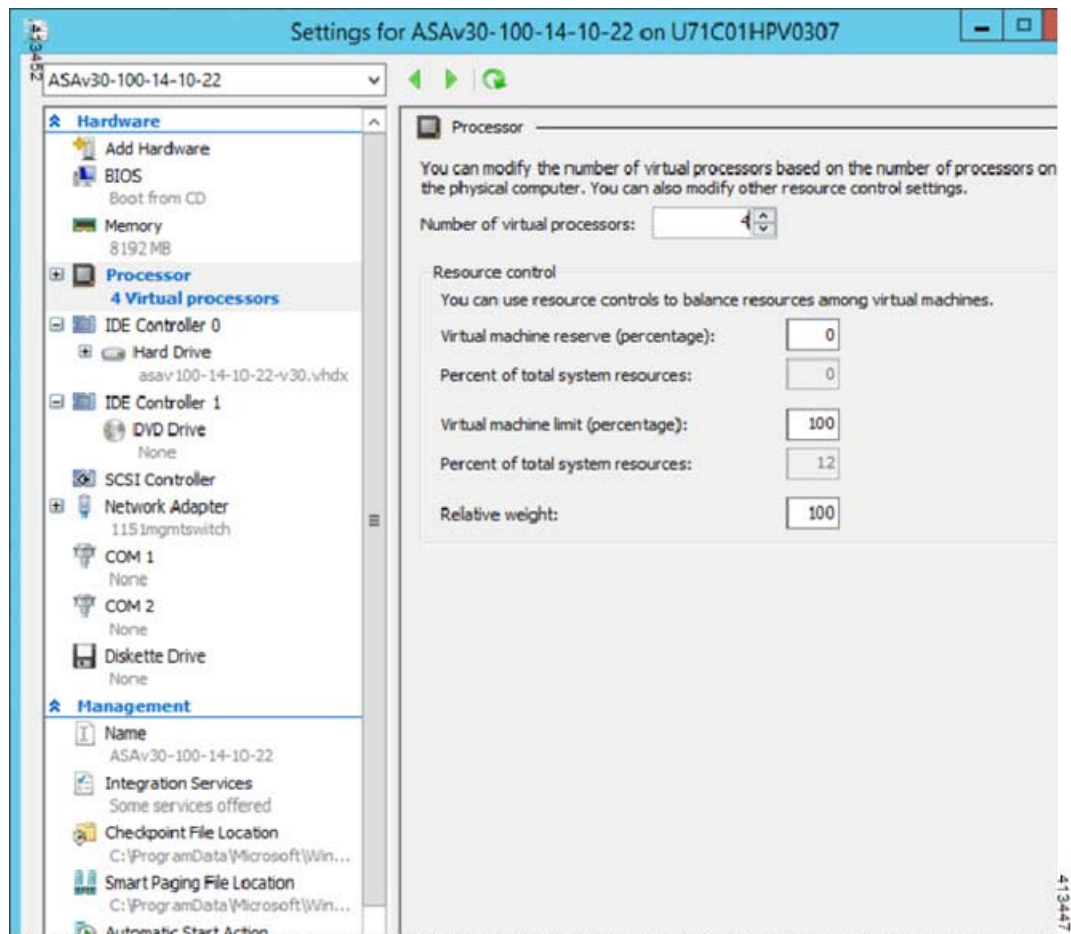 Settings for ASAv30-100-14-10-22 on U71C01HPV0307
413452
ASAv30-100-14-10-22
Hardware
Add Hardware
BIOS
Boot from CD
Memory
8192 MB
Processor
4 Virtual processors
IDE Controller 0
Hard Drive
asav100-14-10-22-v30.vhdx
IDE Controller 1
DVD Drive
None
SCSI Controller
Network Adapter
1151mgmtswitch
COM 1
None
COM 2
None
Diskette Drive
None
Management
Name
ASAv30-100-14-10-22
Integration Services
Some services offered
Checkpoint File Location
C:\ProgramData\Microsoft\Win...
Smart Paging File Location
C:\ProgramData\Microsoft\Win...
Automatic Start Action
Processor
You can modify the number of virtual processors based on the number of processors on
the physical computer. You can also modify other resource control settings.
Number of virtual processors: 4
Resource control
You can use resource controls to balance resources among virtual machines.
Virtual machine reserve (percentage): 0
Percent of total system resources: 0
Virtual machine limit (percentage): 100
Percent of total system resources: 12
Relative weight: 100
413447